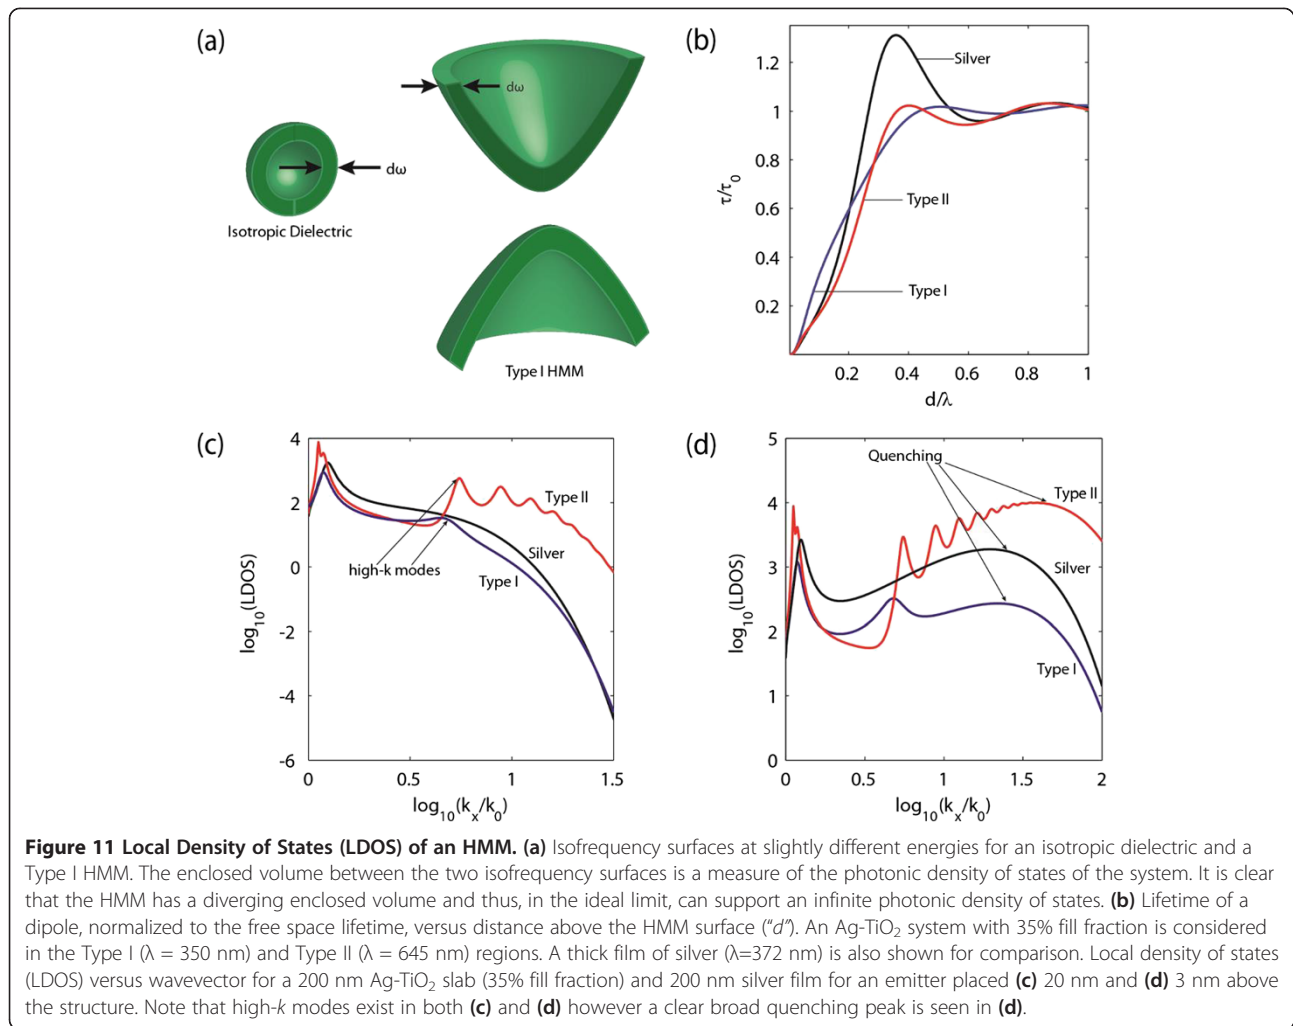 (a)
dω
dω
Isotropic Dielectric
Type I HMM
(b)
1.2
1
0.8
0.6
0.4
0.2
τ/τ0
Silver
Type II
Type I
0.2
0.4
0.6
0.8
1
d/λ
(c)
4
2
0
-2
-4
-6
log10(LDOS)
Type II
Silver
high-k modes
Type I
0
0.5
1
1.5
log10(kx/k0)
(d)
5
4
3
2
1
0
log10(LDOS)
Quenching
Type II
Silver
Type I
0
0.5
1
1.5
2
log10(kx/k0)
Figure 11 Local Density of States (LDOS) of an HMM. (a) Isofrequency surfaces at slightly different energies for an isotropic dielectric and a
Type I HMM. The enclosed volume between the two isofrequency surfaces is a measure of the photonic density of states of the system. It is clear
that the HMM has a diverging enclosed volume and thus, in the ideal limit, can support an infinite photonic density of states. (b) Lifetime of a
dipole, normalized to the free space lifetime, versus distance above the HMM surface (“d”). An Ag-TiO2 system with 35% fill fraction is considered
in the Type I (λ = 350 nm) and Type II (λ = 645 nm) regions. A thick film of silver (λ=372 nm) is also shown for comparison. Local density of states
(LDOS) versus wavevector for a 200 nm Ag-TiO2 slab (35% fill fraction) and 200 nm silver film for an emitter placed (c) 20 nm and (d) 3 nm above
the structure. Note that high-k modes exist in both (c) and (d) however a clear broad quenching peak is seen in (d).